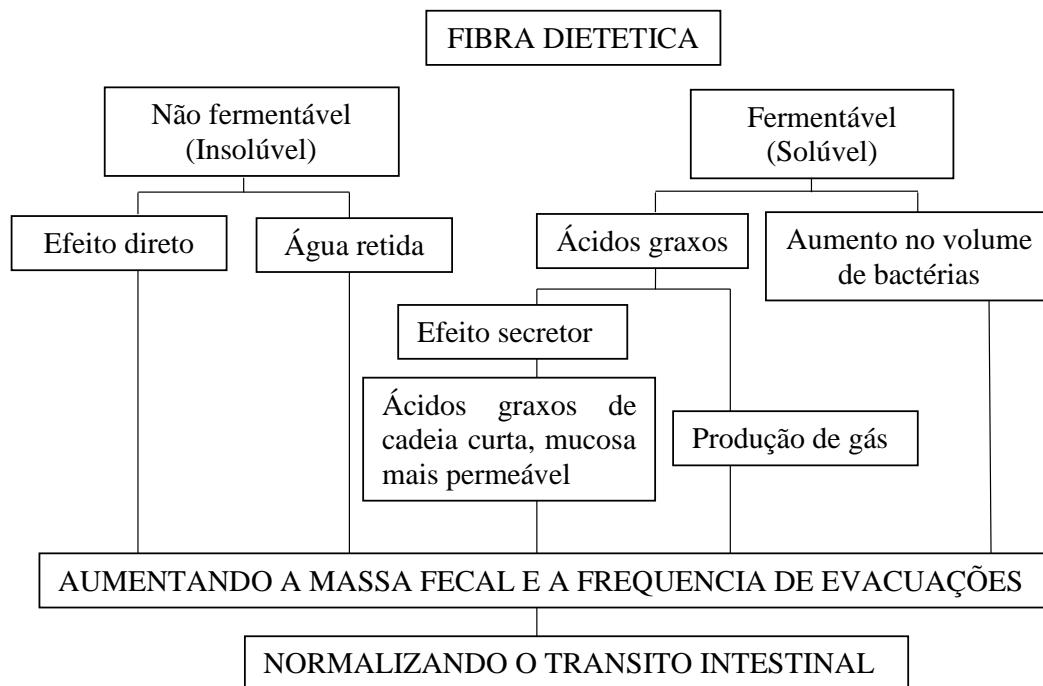 FIBRA DIETETICA
Não fermentável
(Insolúvel)
Fermentável
(Solúvel)
Efeito direto
Água retida
Ácidos graxos
Aumento no volume
de bactérias
Efeito secretor
Ácidos graxos de
cadeia curta, mucosa
mais permeável
Produção de gás
AUMENTANDO A MASSA FECAL E A FREQUENCIA DE EVACUAÇÕES
NORMALIZANDO O TRANSITO INTESTINAL